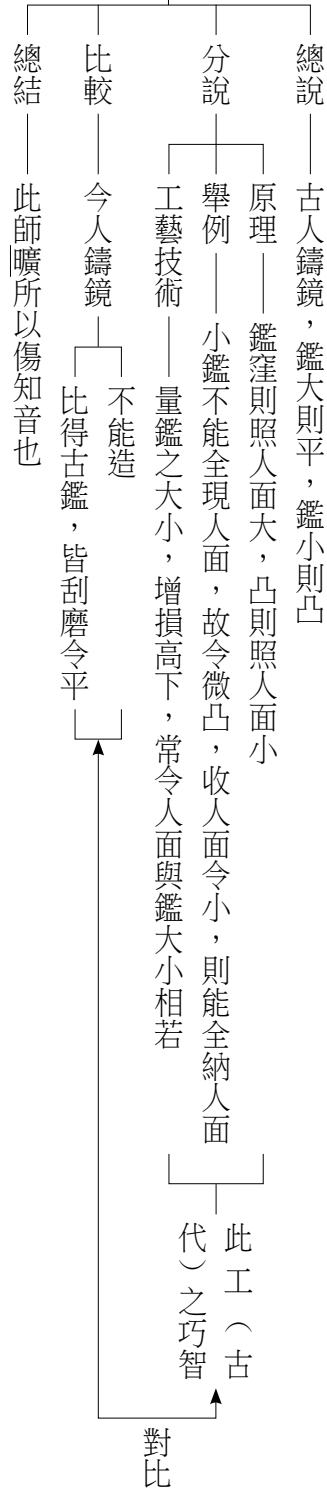 總說
古人鑄鏡，鑑大則平，鑑小則凸
分說
原理
鑑窪則照人面大，凸則照人面小
舉例
小鑑不能全現人面，故令微凸，收人面令小，則能全納人面
工藝技術
量鑑之大小，增損高下，常令人面與鑑大小相若
此工（古
代）之巧智
比較
今人鑄鏡
不能造
比得古鑑，皆刮磨令平
對比
總結
此師曠所以傷知音也